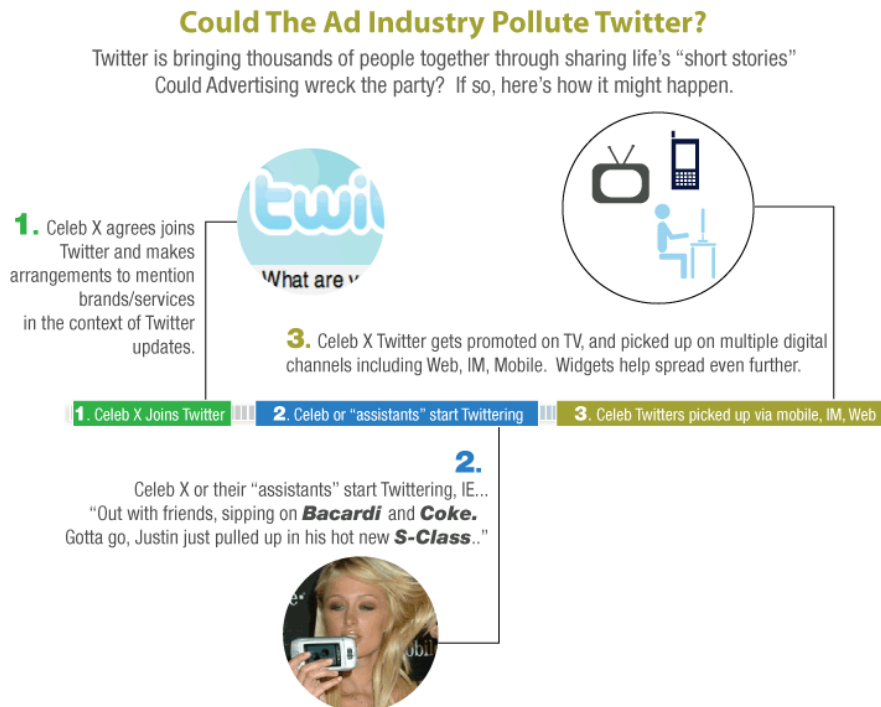 Could The Ad Industry Pollute Twitter?
Twitter is bringing thousands of people together through sharing life's “short stories”
Could Advertising wreck the party?  If so, here's how it might happen.
twi
What are
1. Celeb X agrees joins
Twitter and makes
arrangements to mention
brands/services
in the context of Twitter
updates.
3. Celeb X Twitter gets promoted on TV, and picked up on multiple digital
channels including Web, IM, Mobile.  Widgets help spread even further.
1. Celeb X Joins Twitter
2. Celeb or “assistants” start Twittering
3. Celeb Twitters picked up via mobile, IM, Web
2.
Celeb X or their “assistants” start Twittering, IE...
“Out with friends, sipping on Bacardi and Coke.
Gotta go, Justin just pulled up in his hot new S-Class..”